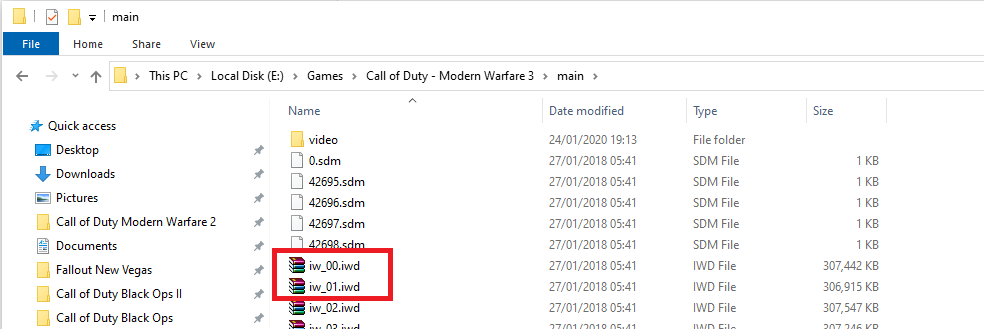 main
File Home Share View
This PC > Local Disk (E:) > Games > Call of Duty - Modern Warfare 3 > main >
Name Date modified Type Size
Quick access
Desktop
Downloads
Pictures
Call of Duty Modern Warfare 2
Documents
Fallout New Vegas
Call of Duty Black Ops II
Call of Duty Black Ops
video 24/01/2020 19:13 File folder
0.sdm 27/01/2018 05:41 SDM File 1 KB
42695.sdm 27/01/2018 05:41 SDM File 1 KB
42696.sdm 27/01/2018 05:41 SDM File 1 KB
42697.sdm 27/01/2018 05:41 SDM File 1 KB
42698.sdm 27/01/2018 05:41 SDM File 1 KB
iw_00.iwd 27/01/2018 05:41 IWD File 307,442 KB
iw_01.iwd 27/01/2018 05:41 IWD File 306,915 KB
iw_02.iwd 27/01/2018 05:41 IWD File 307,547 KB
iw_03.iwd 27/01/2018 05:41 IWD File 307,246 KB